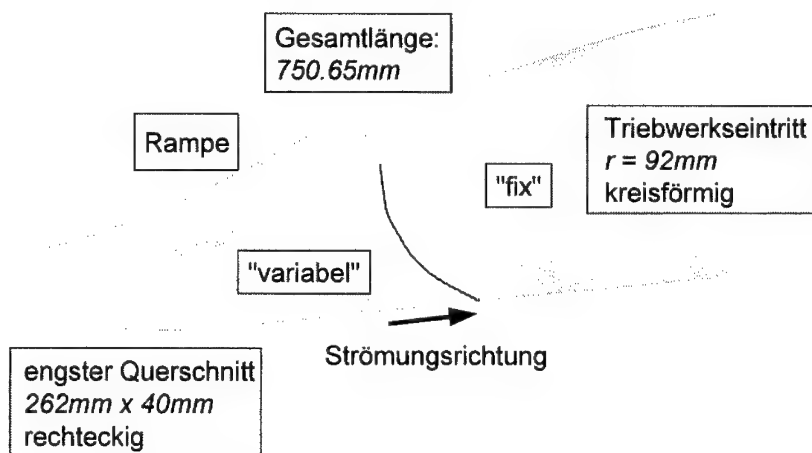 Gesamtlänge:
750.65mm
Rampe
Triebwerkseintritt
r = 92mm
kreisförmig
"fix"
"variabel"
Strömungsrichtung
engster Querschnitt
262mm x 40mm
rechteckig